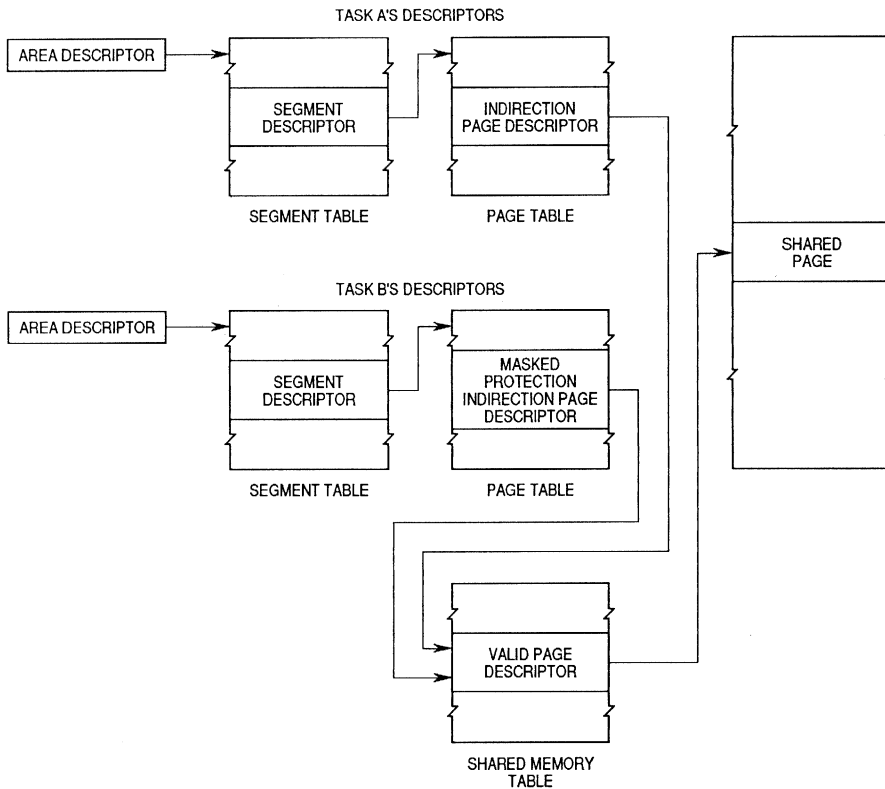 TASK A'S DESCRIPTORS
AREA DESCRIPTOR
SEGMENT
DESCRIPTOR
INDIRECTION
PAGE DESCRIPTOR
SEGMENT TABLE
PAGE TABLE
SHARED
PAGE
TASK B'S DESCRIPTORS
AREA DESCRIPTOR
SEGMENT
DESCRIPTOR
MASKED
PROTECTION
INDIRECTION PAGE
DESCRIPTOR
SEGMENT TABLE
PAGE TABLE
VALID PAGE
DESCRIPTOR
SHARED MEMORY
TABLE